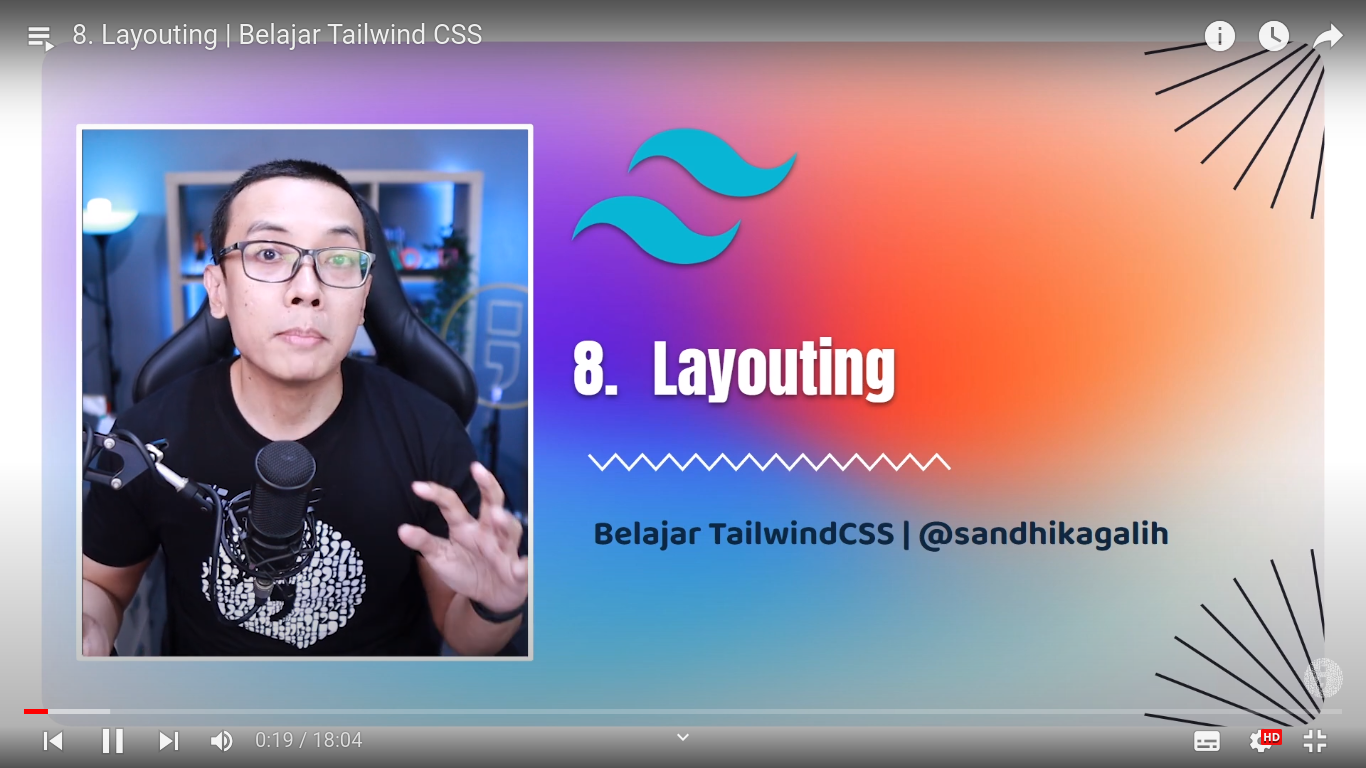 8. Layouting | Belajar Tailwind CSS
8. Layouting
Belajar TailwindCSS | @sandhikagalih
0:19 / 18:04
HD